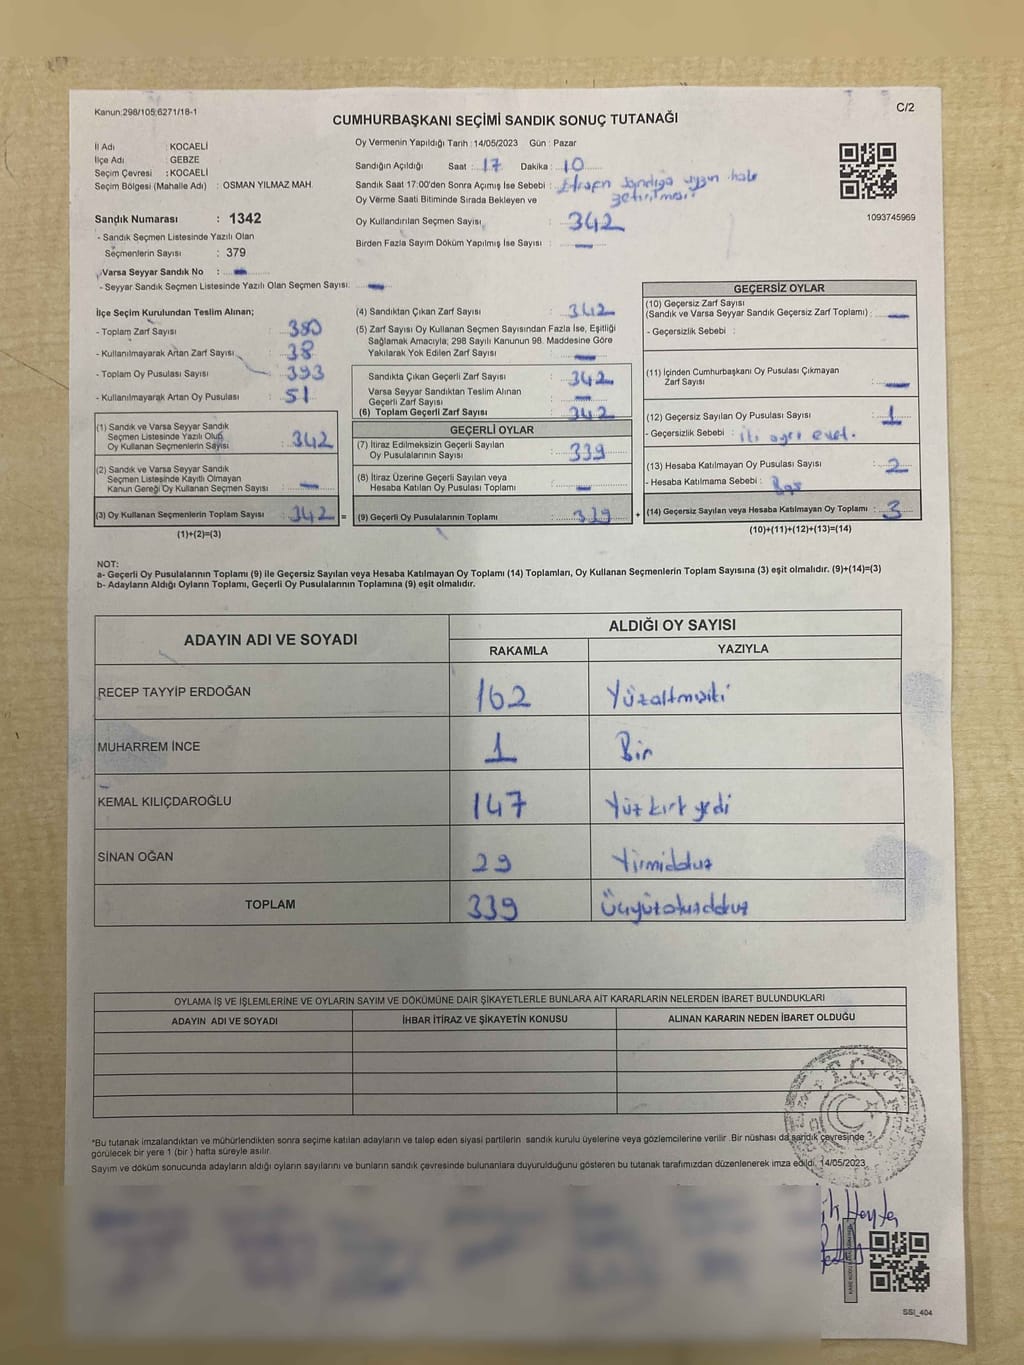 Kanun:298/105,6271/18-1
C/2
CUMHURBAŞKANI SEÇİMİ SANDIK SONUÇ TUTANAĞI
İl Adı : KOCAELİ
İlçe Adı : GEBZE
Seçim Çevresi : KOCAELİ
Seçim Bölgesi (Mahalle Adı) : OSMAN YILMAZ MAH.
Oy Vermenin Yapıldığı Tarih : 14/05/2023 Gün : Pazar
Sandığın Açıldığı Saat : 17 Dakika : 10
Sandık Saat 17:00'den Sonra Açımış İse Sebebi : sandığa uygun hale
getirilmesi
Oy Verme Saati Bitiminde Sırada Bekleyen ve
Oy Kullandırılan Seçmen Sayısı : 342
Birden Fazla Sayım Döküm Yapılmış İse Sayısı : —
1093745969
Sandık Numarası : 1342
- Sandık Seçmen Listesinde Yazılı Olan
Seçmenlerin Sayısı : 379
Varsa Seyyar Sandık No : —
- Seyyar Sandık Seçmen Listesinde Yazılı Olan Seçmen Sayısı: —
İlçe Seçim Kurulundan Teslim Alınan;
- Toplam Zarf Sayısı : 380
- Kullanılmayarak Artan Zarf Sayısı : 38
- Toplam Oy Pusulası Sayısı : 393
- Kullanılmayarak Artan Oy Pusulası : 51
(1) Sandık ve Varsa Seyyar Sandık
Seçmen Listesinde Yazılı Olup
Oy Kullanan Seçmenlerin Sayısı : 342
(2) Sandık ve Varsa Seyyar Sandık
Seçmen Listesinde Kayıtlı Olmayan
Kanun Gereği Oy Kullanan Seçmen Sayısı : —
(3) Oy Kullanan Seçmenlerin Toplam Sayısı : 342 =
(1)+(2)=(3)
(4) Sandıktan Çıkan Zarf Sayısı : 342
(5) Zarf Sayısı Oy Kullanan Seçmen Sayısından Fazla İse, Eşitliği
Sağlamak Amacıyla; 298 Sayılı Kanunun 98. Maddesine Göre
Yakılarak Yok Edilen Zarf Sayısı : —
Sandıkta Çıkan Geçerli Zarf Sayısı : 342
Varsa Seyyar Sandıktan Teslim Alınan
Geçerli Zarf Sayısı : —
(6) Toplam Geçerli Zarf Sayısı : 342
GEÇERLİ OYLAR
(7) İtiraz Edilmeksizin Geçerli Sayılan
Oy Pusulalarının Sayısı : 339
(8) İtiraz Üzerine Geçerli Sayılan veya
Hesaba Katılan Oy Pusulası Toplamı : —
(9) Geçerli Oy Pusulalarının Toplamı : 339 +
GEÇERSİZ OYLAR
(10) Geçersiz Zarf Sayısı
(Sandık ve Varsa Seyyar Sandık Geçersiz Zarf Toplamı) : —
- Geçersizlik Sebebi :
(11) İçinden Cumhurbaşkanı Oy Pusulası Çıkmayan
Zarf Sayısı : —
(12) Geçersiz Sayılan Oy Pusulası Sayısı : 1
- Geçersizlik Sebebi : iki ayrı evet.
(13) Hesaba Katılmayan Oy Pusulası Sayısı : 2
- Hesaba Katılmama Sebebi : Boş
(14) Geçersiz Sayılan veya Hesaba Katılmayan Oy Toplamı : 3
(10)+(11)+(12)+(13)=(14)
NOT:
a- Geçerli Oy Pusulalarının Toplamı (9) ile Geçersiz Sayılan veya Hesaba Katılmayan Oy Toplamı (14) Toplamları, Oy Kullanan Seçmenlerin Toplam Sayısına (3) eşit olmalıdır. (9)+(14)=(3)
b- Adayların Aldığı Oyların Toplamı, Geçerli Oy Pusulalarının Toplamına (9) eşit olmalıdır.
ADAYIN ADI VE SOYADI
ALDIĞI OY SAYISI
RAKAMLA YAZIYLA
RECEP TAYYİP ERDOĞAN 162 Yüzaltmışiki
MUHARREM İNCE 1 Bir
KEMAL KILIÇDAROĞLU 147 Yüz kırk yedi
SİNAN OĞAN 29 Yirmidokuz
TOPLAM 339 Üçyüzotuzdokuz
OYLAMA İŞ VE İŞLEMLERİNE VE OYLARIN SAYIM VE DÖKÜMÜNE DAİR ŞİKAYETLERLE BUNLARA AİT KARARLARIN NELERDEN İBARET BULUNDUKLARI
ADAYIN ADI VE SOYADI İHBAR İTİRAZ VE ŞİKAYETİN KONUSU ALINAN KARARIN NEDEN İBARET OLDUĞU
*Bu tutanak imzalandıktan ve mühürlendikten sonra seçime katılan adayların ve talep eden siyasi partilerin sandık kurulu üyelerine veya gözlemcilerine verilir. Bir nüshası da sandık çevresinde
görülecek bir yere 1 (bir ) hafta süreyle asılır.
Sayım ve döküm sonucunda adayların aldığı oyların sayılarını ve bunların sandık çevresinde bulunanlara duyurulduğunu gösteren bu tutanak tarafımızdan düzenlenerek imza edildi. 14/05/2023
T.C.
SSI_404